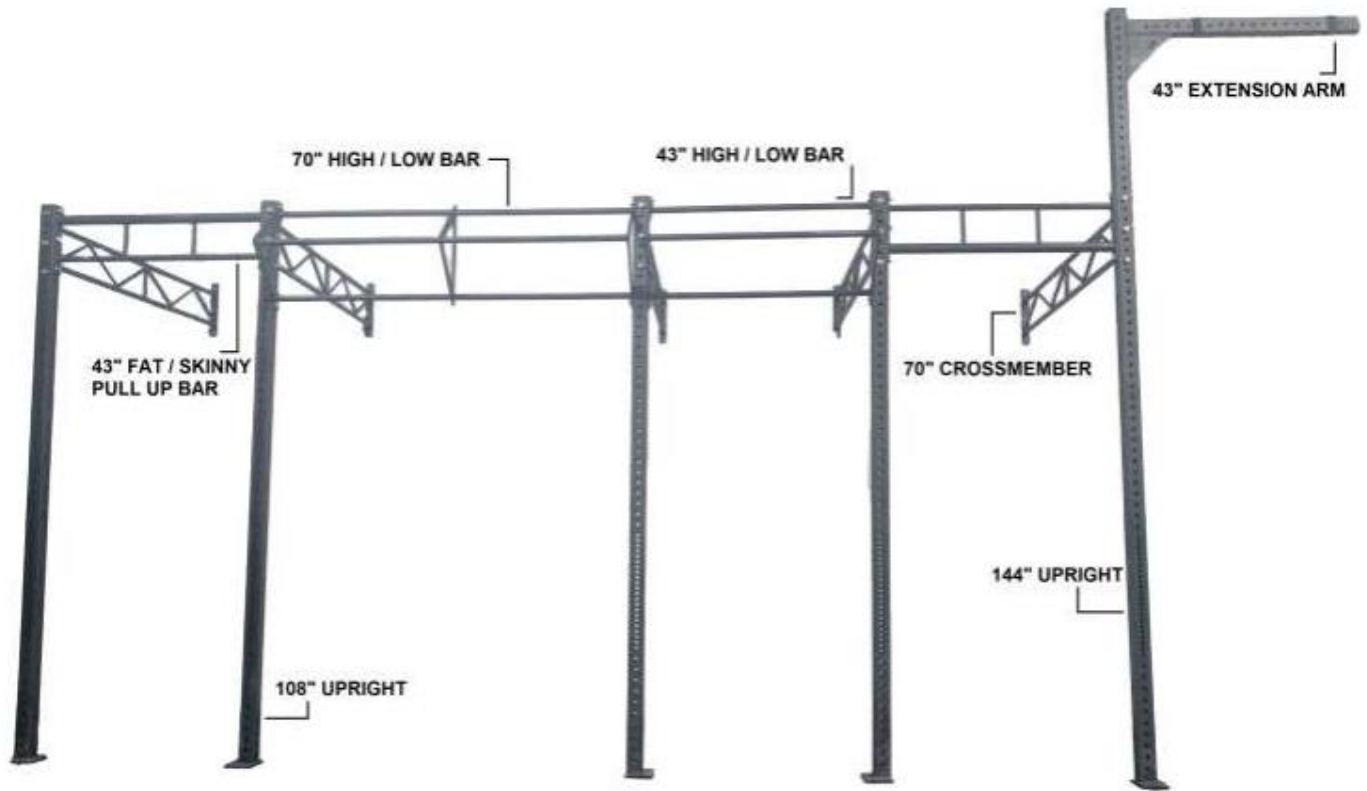 43" EXTENSION ARM
70" HIGH / LOW BAR
43" HIGH / LOW BAR
43" FAT / SKINNY
PULL UP BAR
70" CROSSMEMBER
144" UPRIGHT
108" UPRIGHT